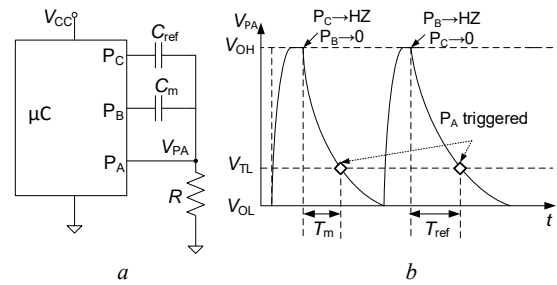 VCC
PC
Cref
Cm
μC
PB
VPA
PA
R
a
VPA
PC→HZ
PB→0
PB→HZ
PC→0
VOH
PA triggered
VTL
VOL
Tm
Tref
t
b